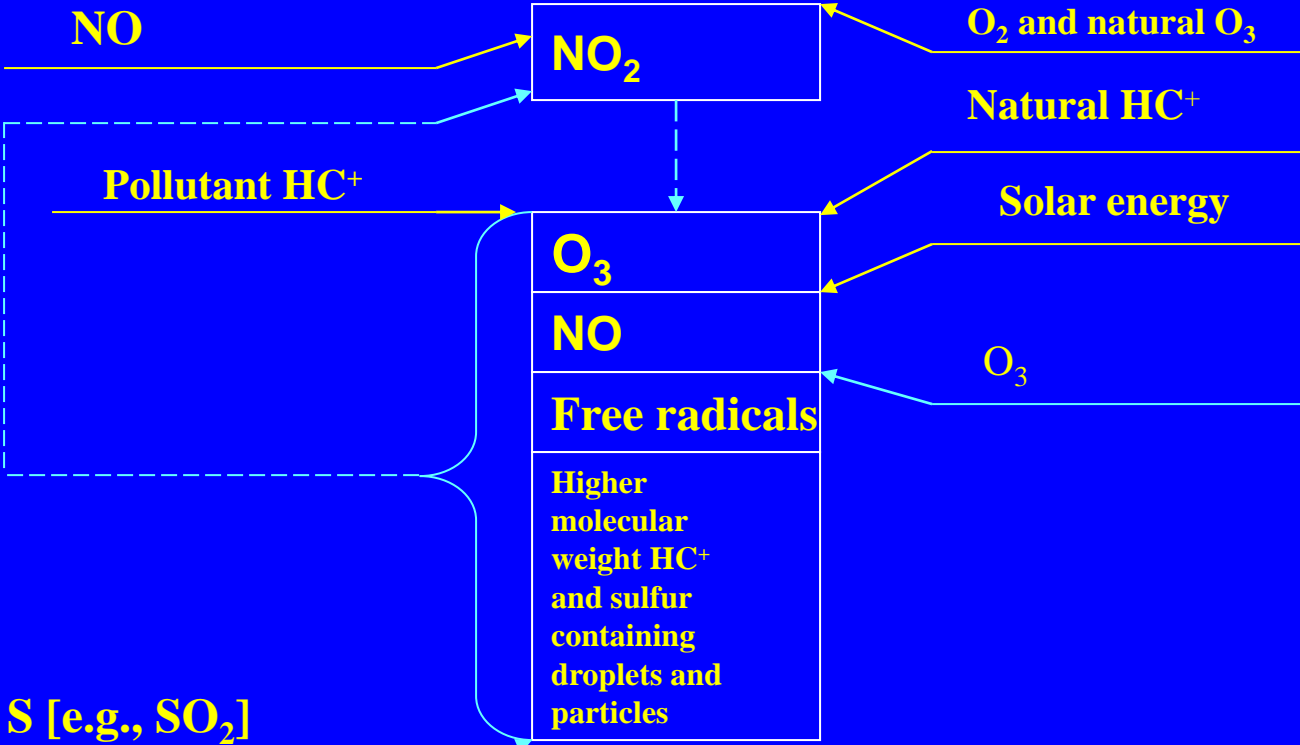 NO
O₂ and natural O₃
NO₂
Natural HC⁺
Pollutant HC⁺
Solar energy
O₃
NO
O₃
Free radicals
Higher
molecular
weight HC⁺
and sulfur
containing
droplets and
particles
S [e.g., SO₂]